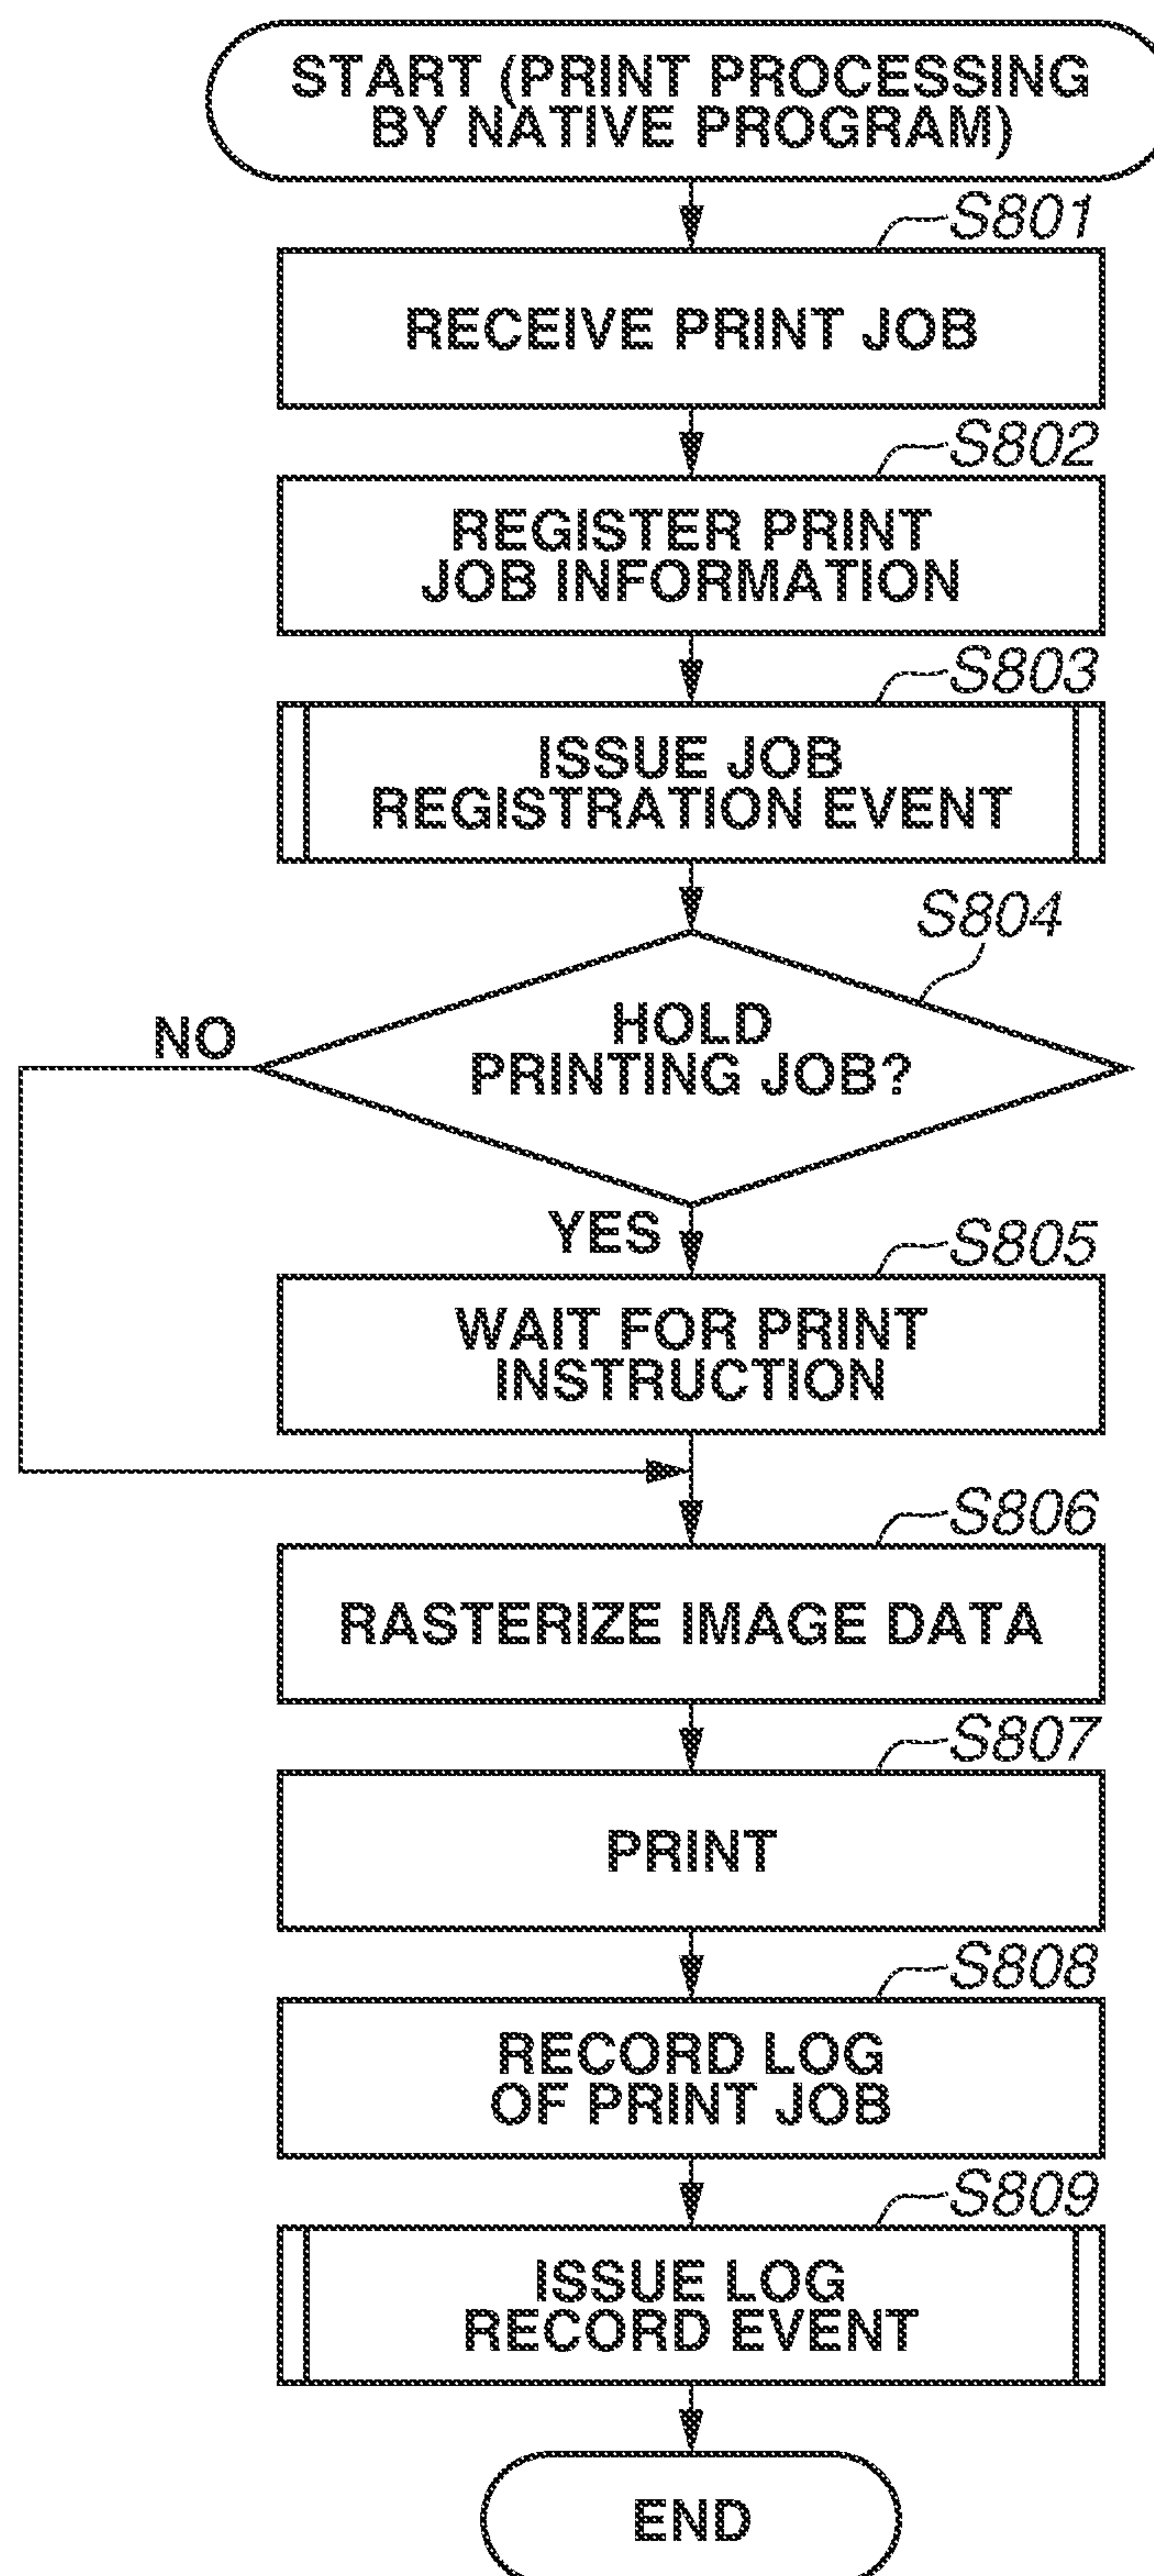 START (PRINT PROCESSING
BY NATIVE PROGRAM)
S801
RECEIVE PRINT JOB
S802
REGISTER PRINT
JOB INFORMATION
S803
ISSUE JOB
REGISTRATION EVENT
S804
HOLD
PRINTING JOB?
NO
YES
S805
WAIT FOR PRINT
INSTRUCTION
S806
RASTERIZE IMAGE DATA
S807
PRINT
S808
RECORD LOG
OF PRINT JOB
S809
ISSUE LOG
RECORD EVENT
END